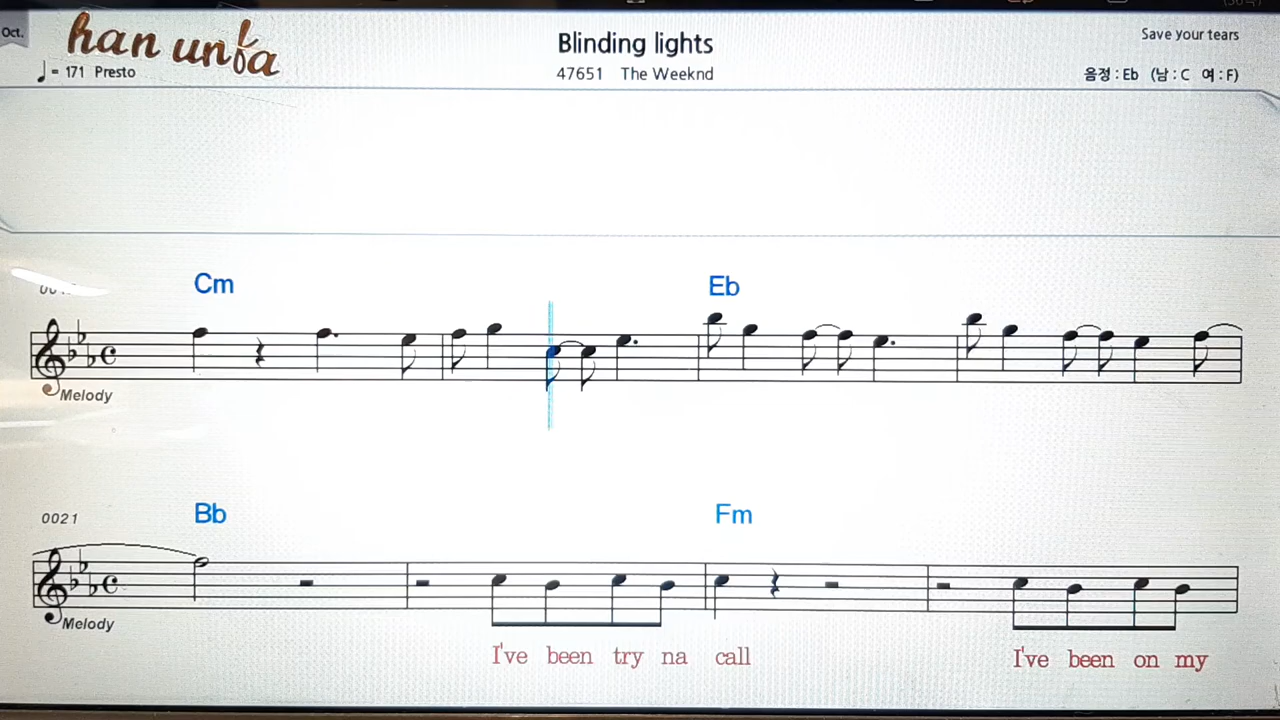 Oct.
han unba
Blinding lights
Save your tears
= 171 Presto
47651 The Weeknd
음정 : Eb (남 : C 여 : F)
Cm Eb
Melody
0021 Bb Fm
Melody
I've been try na call I've been on my